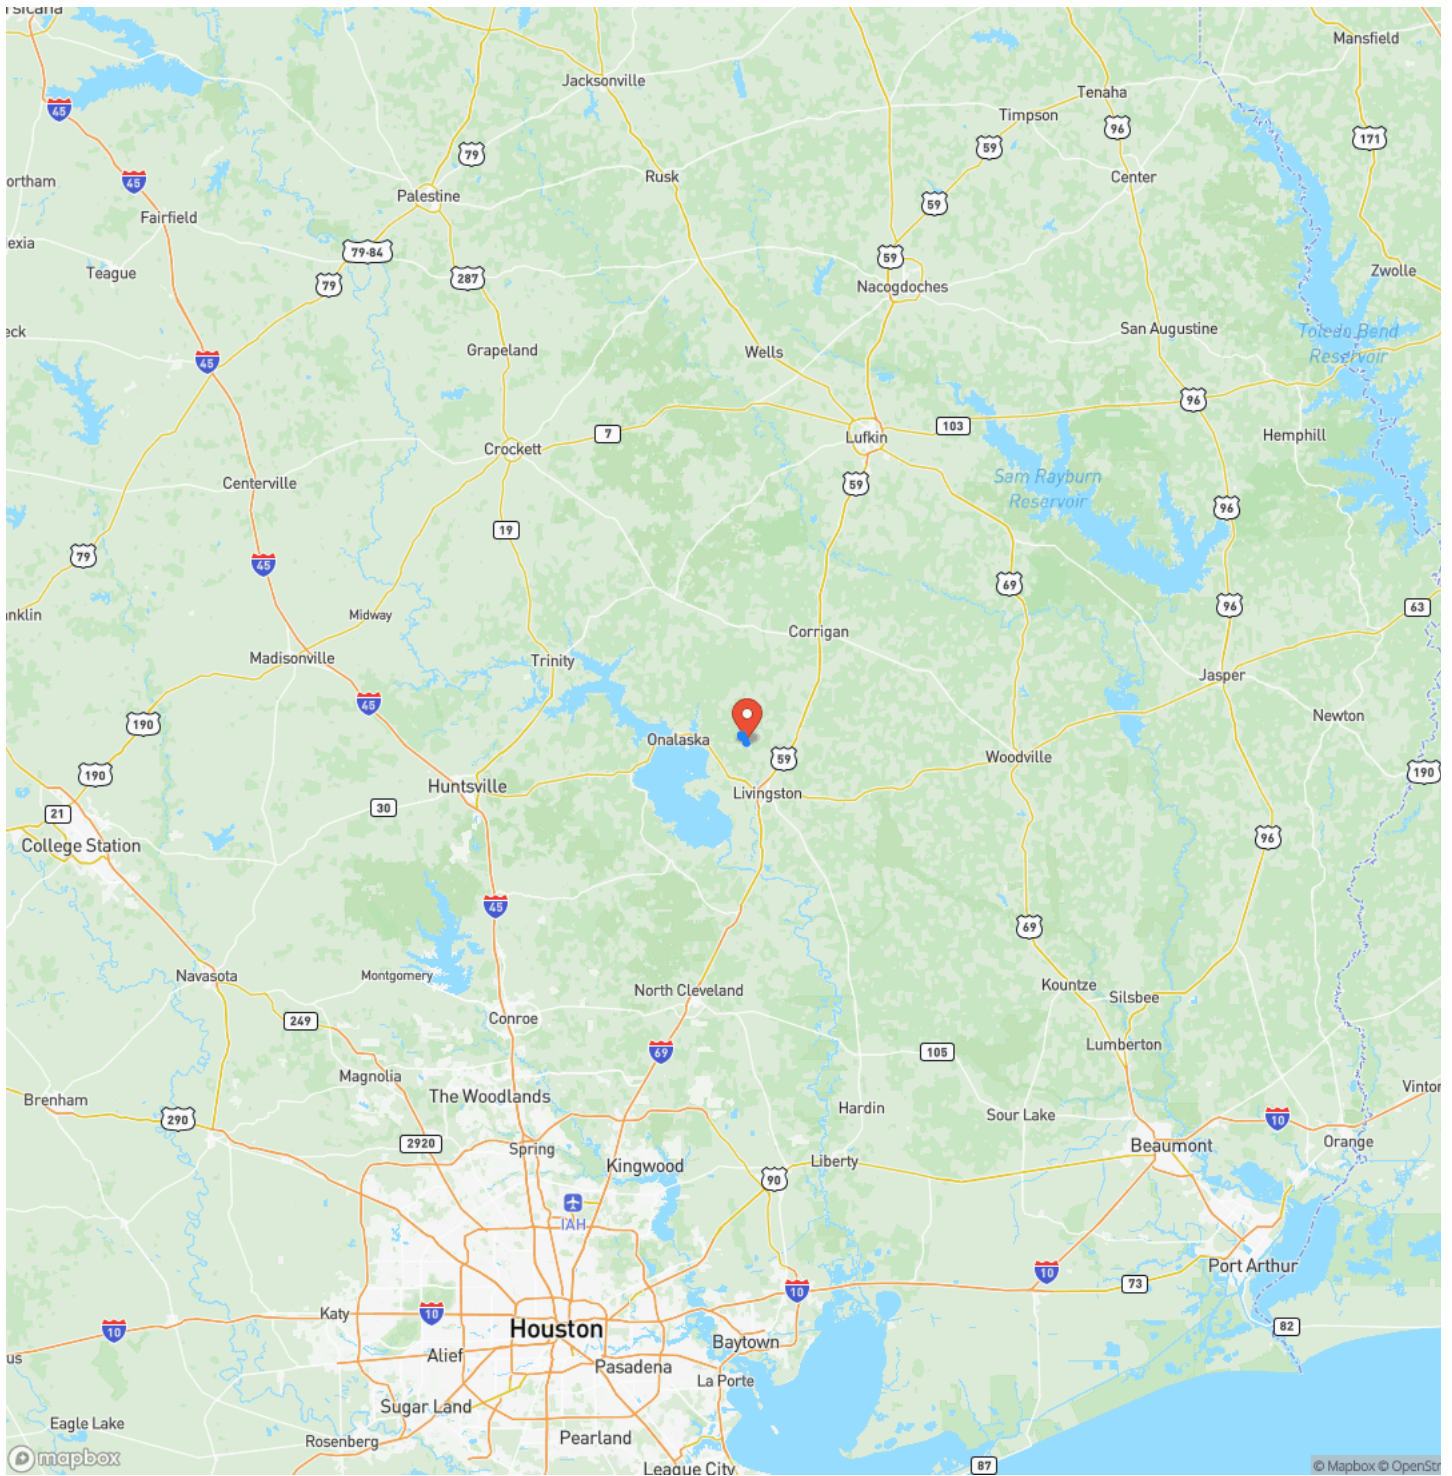 rsicana
Mansfield
Jacksonville
Tenaha
45
Timpson
96
171
79
59
ortham
45
Rusk
Center
Palestine
59
Fairfield
exia
79-84
59
Teague
287
Zwolle
79
Nacogdoches
eck
San Augustine
Toledo Bend
Reservoir
Grapeland
Wells
45
96
7
103
Lufkin
Hemphill
Crockett
Centerville
59
Sam Rayburn
Reservoir
96
19
79
45
69
96
63
nklin
Midway
Corrigan
Madisonville
Trinity
Jasper
45
190
Newton
Onalaska
59
Woodville
190
190
Huntsville
Livingston
30
21
College Station
96
45
69
Navasota
Montgomery
North Cleveland
Kountze
Silsbee
249
Conroe
69
105
Lumberton
Magnolia
The Woodlands
Vinton
Brenham
290
Hardin
Sour Lake
10
2920
Spring
Beaumont
Orange
Kingwood
Liberty
90
IAH
Port Arthur
10
73
10
Katy
10
10
82
Houston
Baytown
us
Alief
Pasadena
La Porte
Sugar Land
Eagle Lake
Rosenberg
Pearland
League City
87
mapbox
© Mapbox © OpenStr